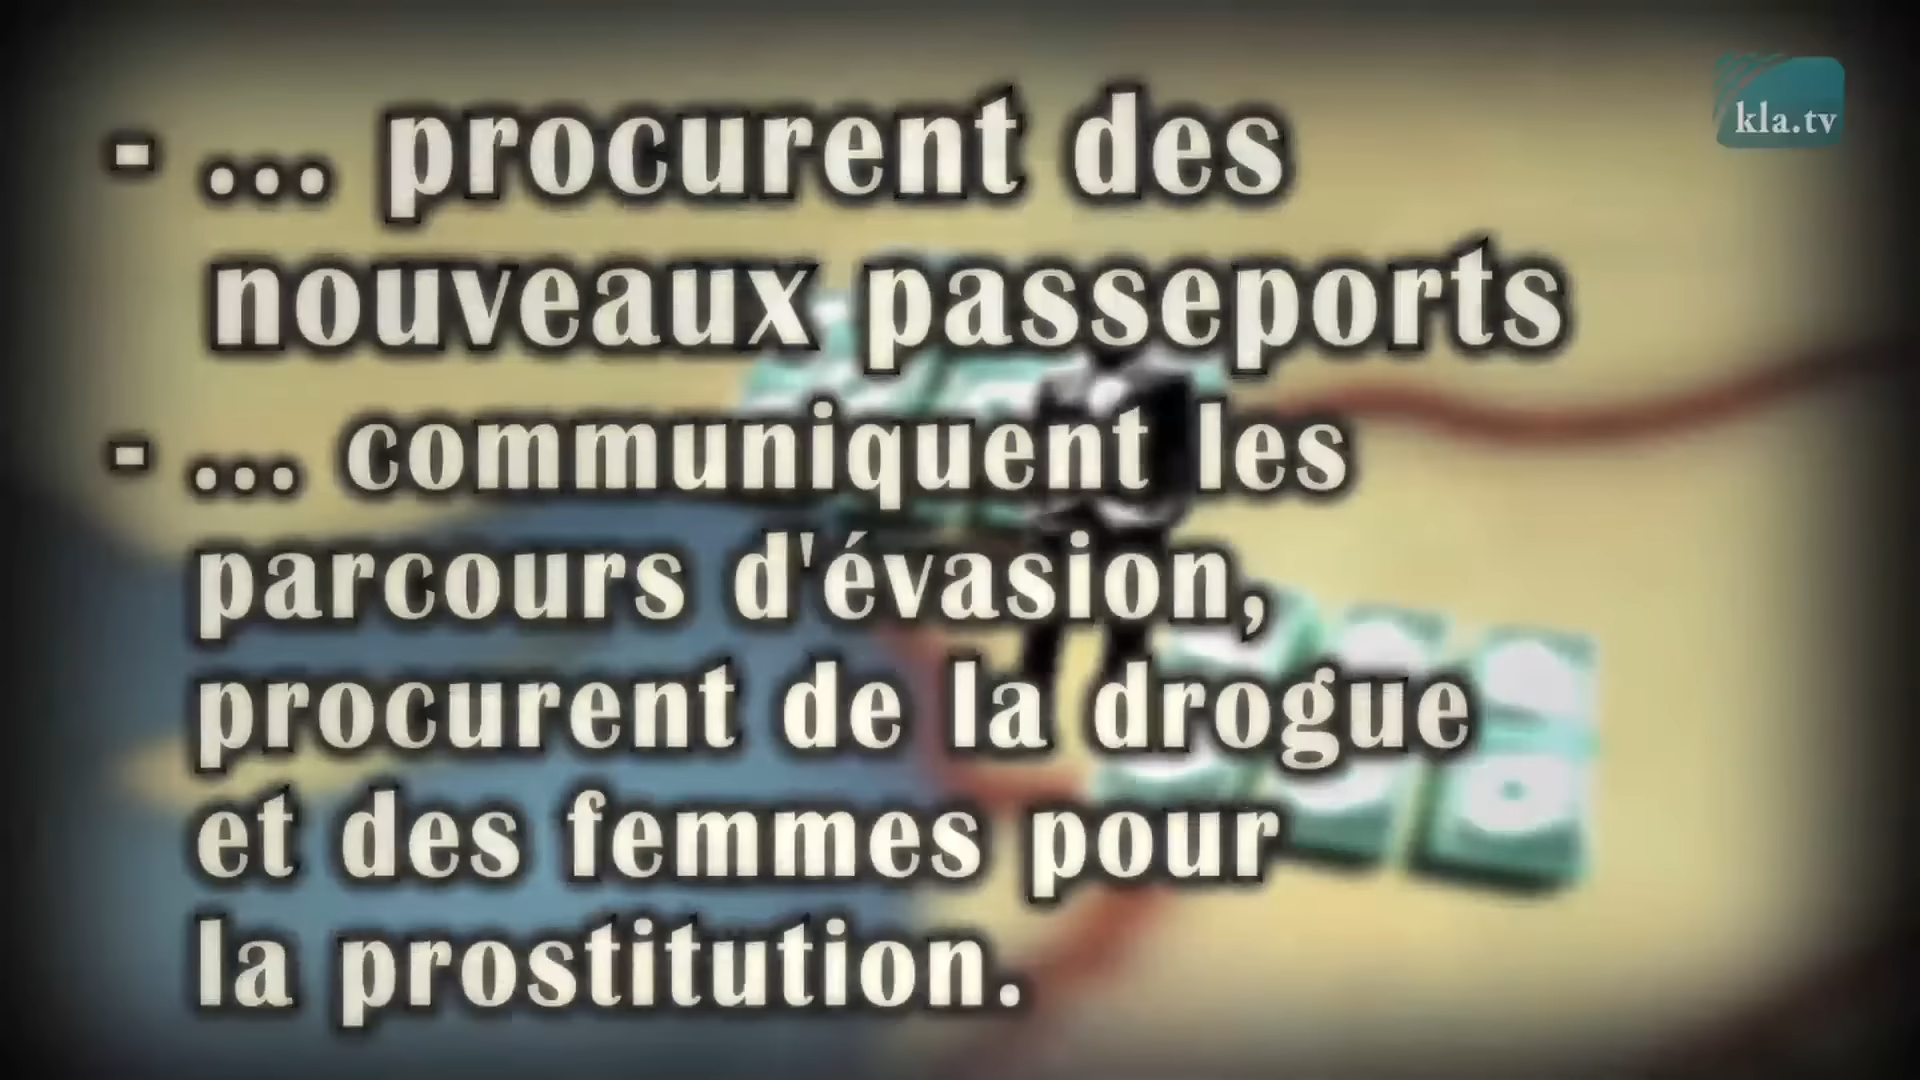 kla.tv
- ... procurent des
nouveaux passeports
- ... communiquent les
parcours d'évasion,
procurent de la drogue
et des femmes pour
la prostitution.